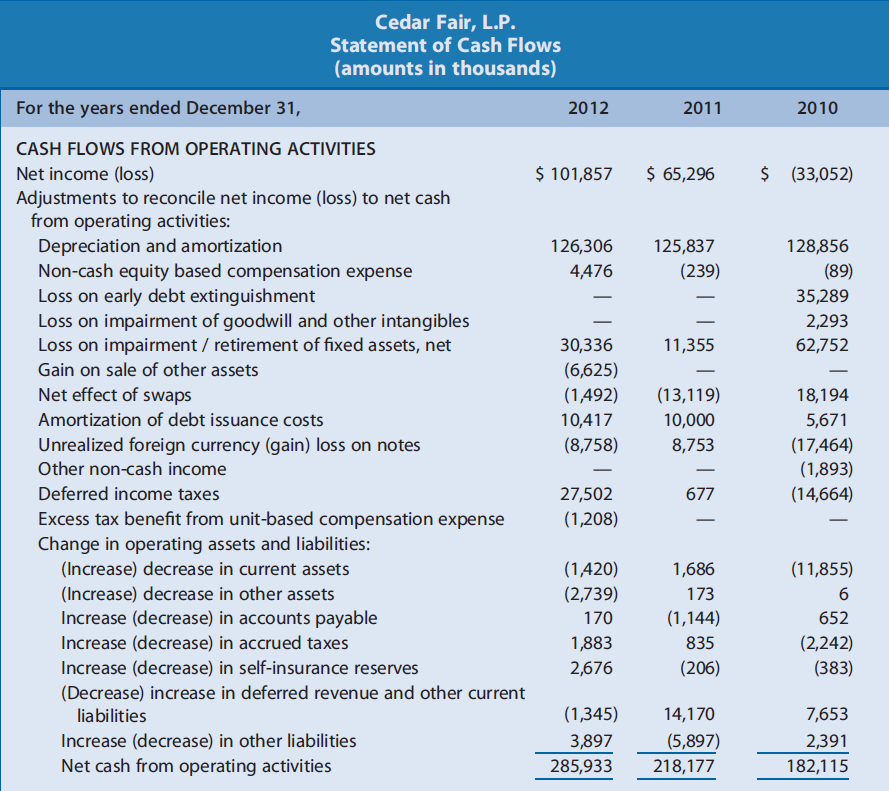 Cedar Fair, L.P.
Statement of Cash Flows
(amounts in thousands)
For the years ended December 31, 2012 2011 2010
CASH FLOWS FROM OPERATING ACTIVITIES
Net income (loss) $ 101,857 $ 65,296 $ (33,052)
Adjustments to reconcile net income (loss) to net cash
from operating activities:
Depreciation and amortization 126,306 125,837 128,856
Non-cash equity based compensation expense 4,476 (239) (89)
Loss on early debt extinguishment — — 35,289
Loss on impairment of goodwill and other intangibles — — 2,293
Loss on impairment / retirement of fixed assets, net 30,336 11,355 62,752
Gain on sale of other assets (6,625) — —
Net effect of swaps (1,492) (13,119) 18,194
Amortization of debt issuance costs 10,417 10,000 5,671
Unrealized foreign currency (gain) loss on notes (8,758) 8,753 (17,464)
Other non-cash income — — (1,893)
Deferred income taxes 27,502 677 (14,664)
Excess tax benefit from unit-based compensation expense (1,208) — —
Change in operating assets and liabilities:
(Increase) decrease in current assets (1,420) 1,686 (11,855)
(Increase) decrease in other assets (2,739) 173 6
Increase (decrease) in accounts payable 170 (1,144) 652
Increase (decrease) in accrued taxes 1,883 835 (2,242)
Increase (decrease) in self-insurance reserves 2,676 (206) (383)
(Decrease) increase in deferred revenue and other current
liabilities (1,345) 14,170 7,653
Increase (decrease) in other liabilities 3,897 (5,897) 2,391
Net cash from operating activities 285,933 218,177 182,115